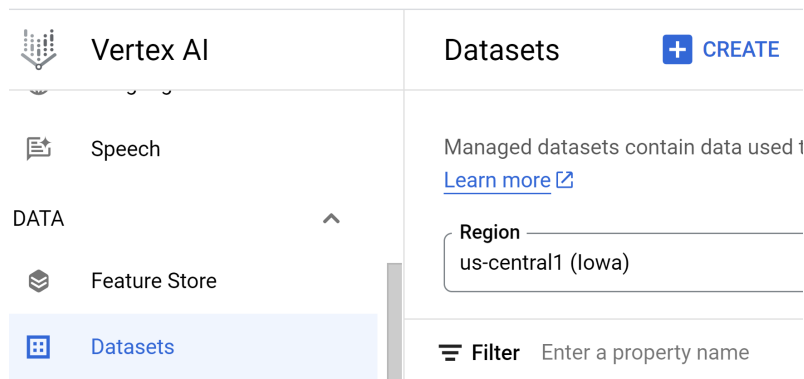 Vertex AI
Datasets
CREATE
Speech
DATA
Feature Store
Datasets
Managed datasets contain data used
Learn more
Region
us-central1 (Iowa)
Filter Enter a property name